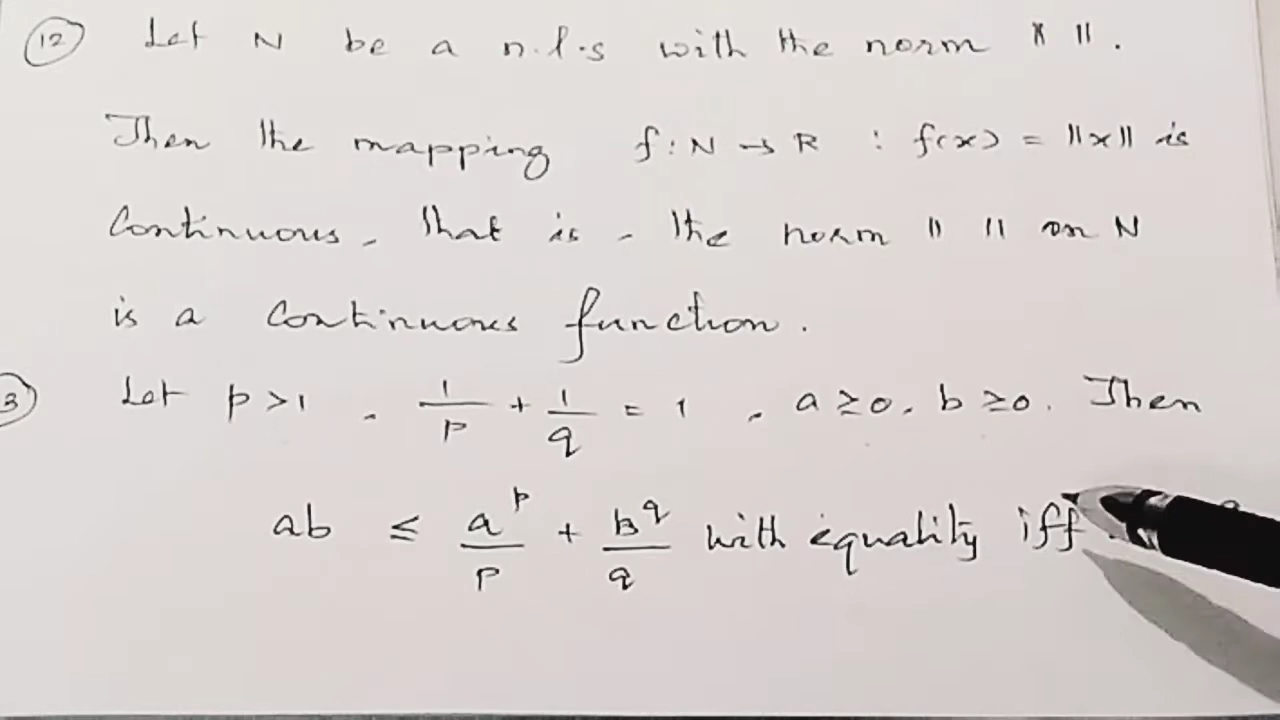 12 Let N be a n.l.s with the norm || ||.
Then the mapping f : N → R : f(x) = ||x|| is
continuous, that is, the norm || || on N
is a continuous function.
3 Let p > 1, 1/p + 1/q = 1, a ≥ 0, b ≥ 0. Then
ab ≤ a^p/p + b^q/q with equality iff